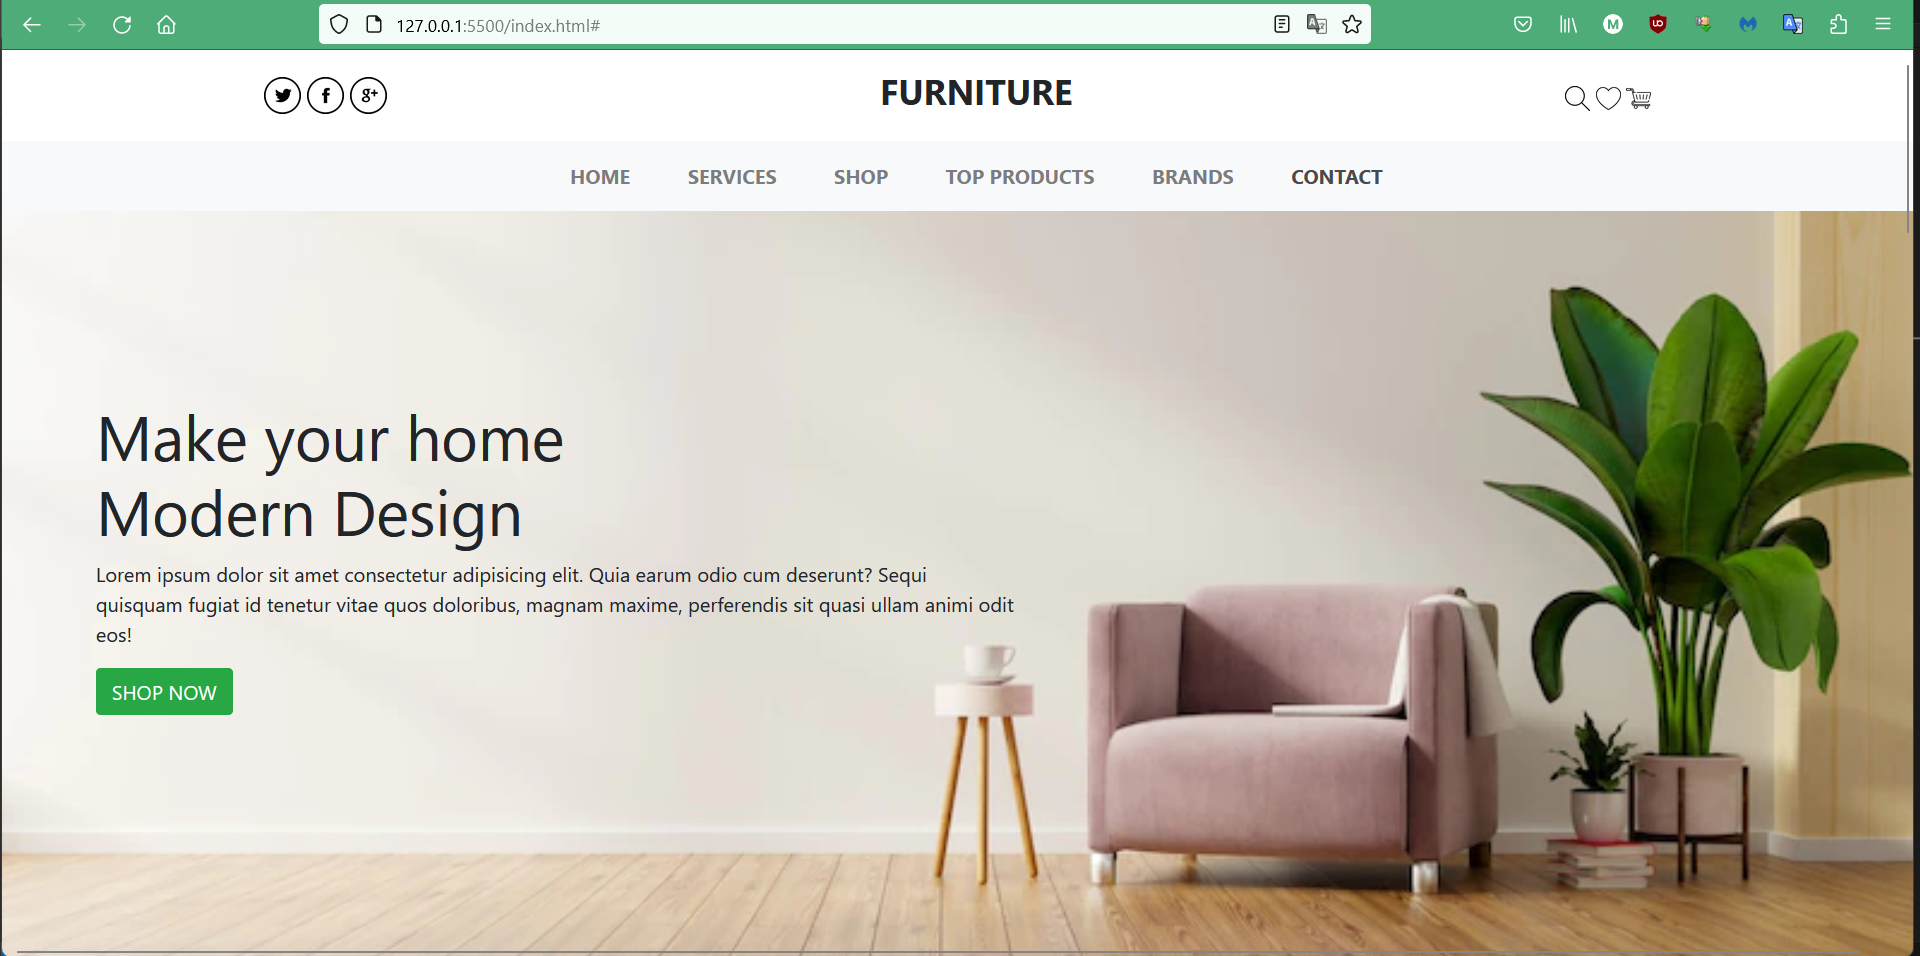 127.0.0.1:5500/index.html#
FURNITURE
HOME SERVICES SHOP TOP PRODUCTS BRANDS CONTACT
Make your home
Modern Design
Lorem ipsum dolor sit amet consectetur adipisicing elit. Quia earum odio cum deserunt? Sequi
quisquam fugiat id tenetur vitae quos doloribus, magnam maxime, perferendis sit quasi ullam animi odit
eos!
SHOP NOW